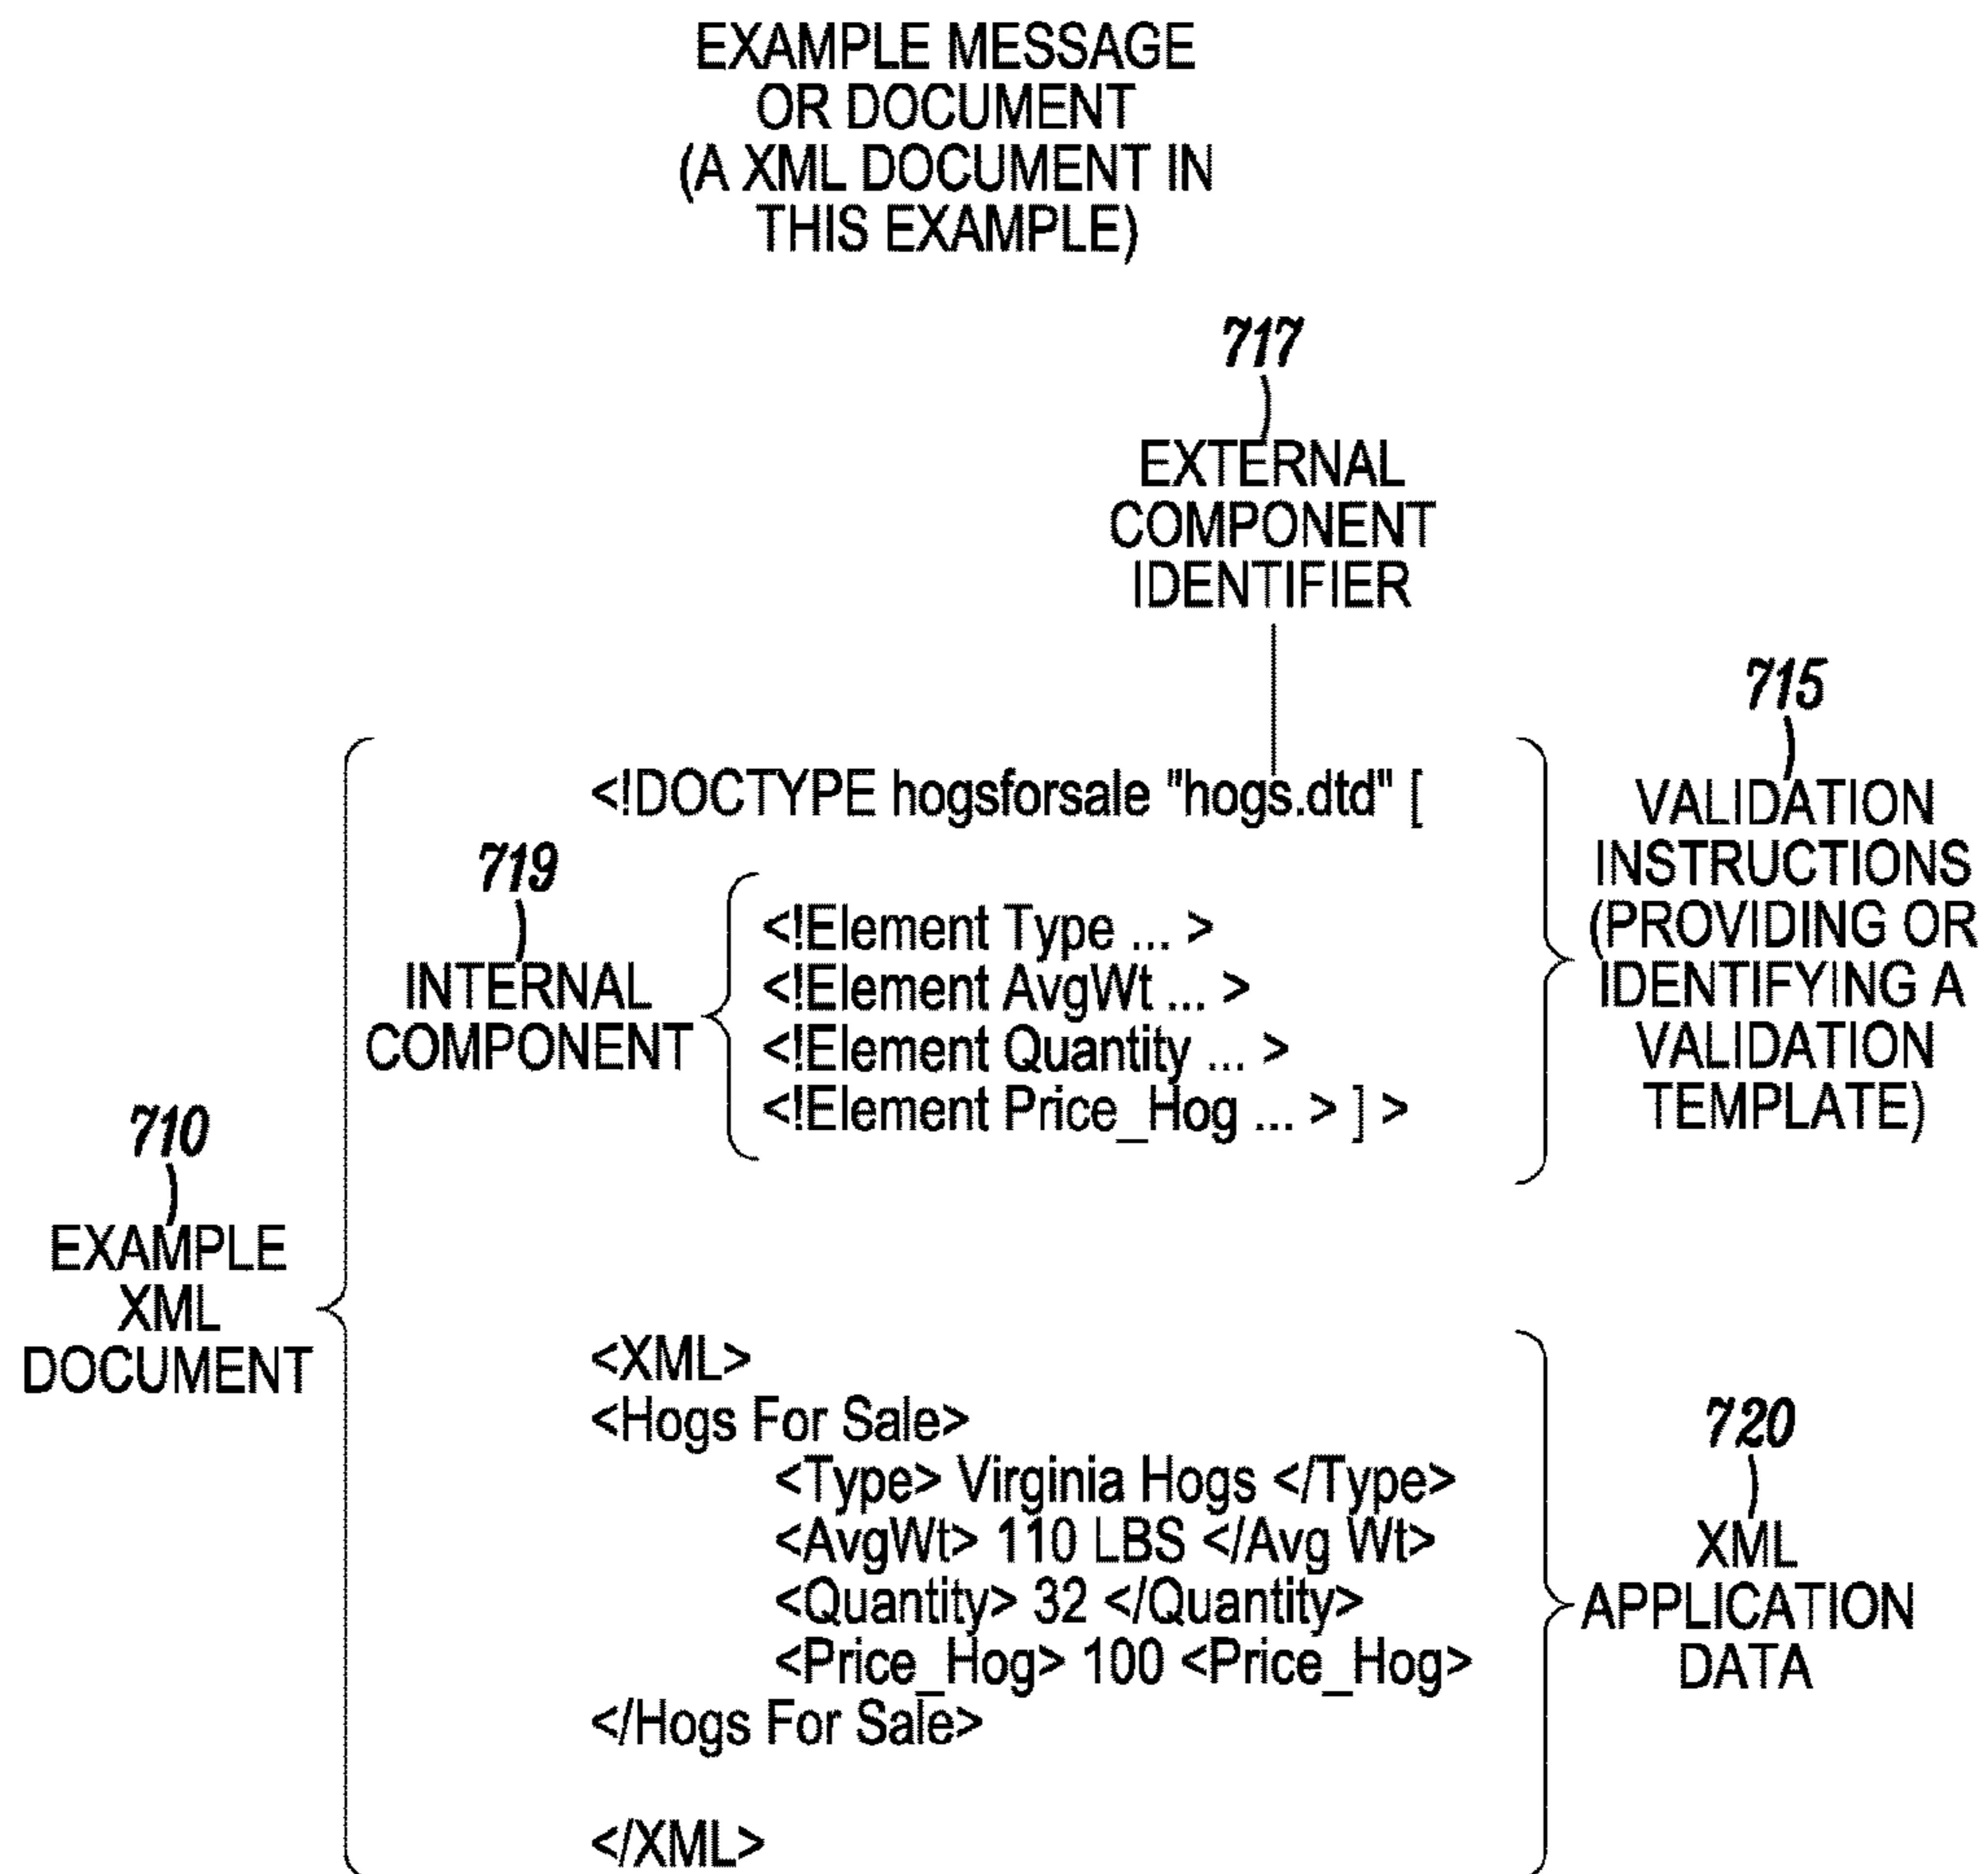 EXAMPLE MESSAGE
OR DOCUMENT
(A XML DOCUMENT IN
THIS EXAMPLE)
717
EXTERNAL
COMPONENT
IDENTIFIER
715
VALIDATION
INSTRUCTIONS
(PROVIDING OR
IDENTIFYING A
VALIDATION
TEMPLATE)
<!DOCTYPE hogsforsale "hogs.dtd" [
719
INTERNAL
COMPONENT
<!Element Type ... >
<!Element AvgWt ... >
<!Element Quantity ... >
<!Element Price_Hog ... > ] >
710
EXAMPLE
XML
DOCUMENT
<XML>
<Hogs For Sale>
<Type> Virginia Hogs </Type>
<AvgWt> 110 LBS </Avg Wt>
<Quantity> 32 </Quantity>
<Price_Hog> 100 <Price_Hog>
</Hogs For Sale>
</XML>
720
XML
APPLICATION
DATA